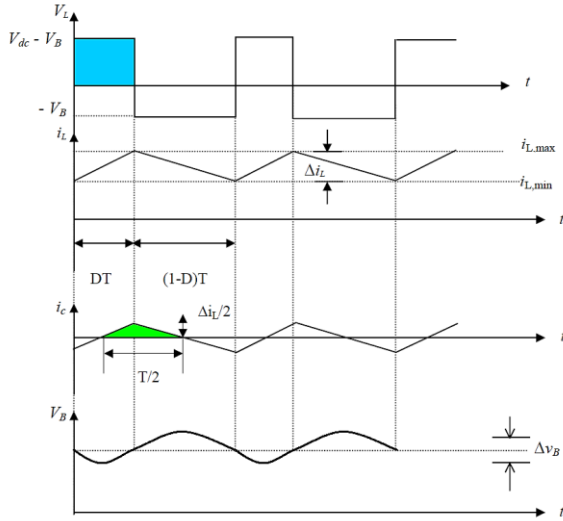 V_L
V_dc - V_B
t
- V_B
i_L
i_L.max
Δi_L
i_L,min
t
DT (1-D)T
i_c
Δi_L/2
t
T/2
V_B
Δv_B
t